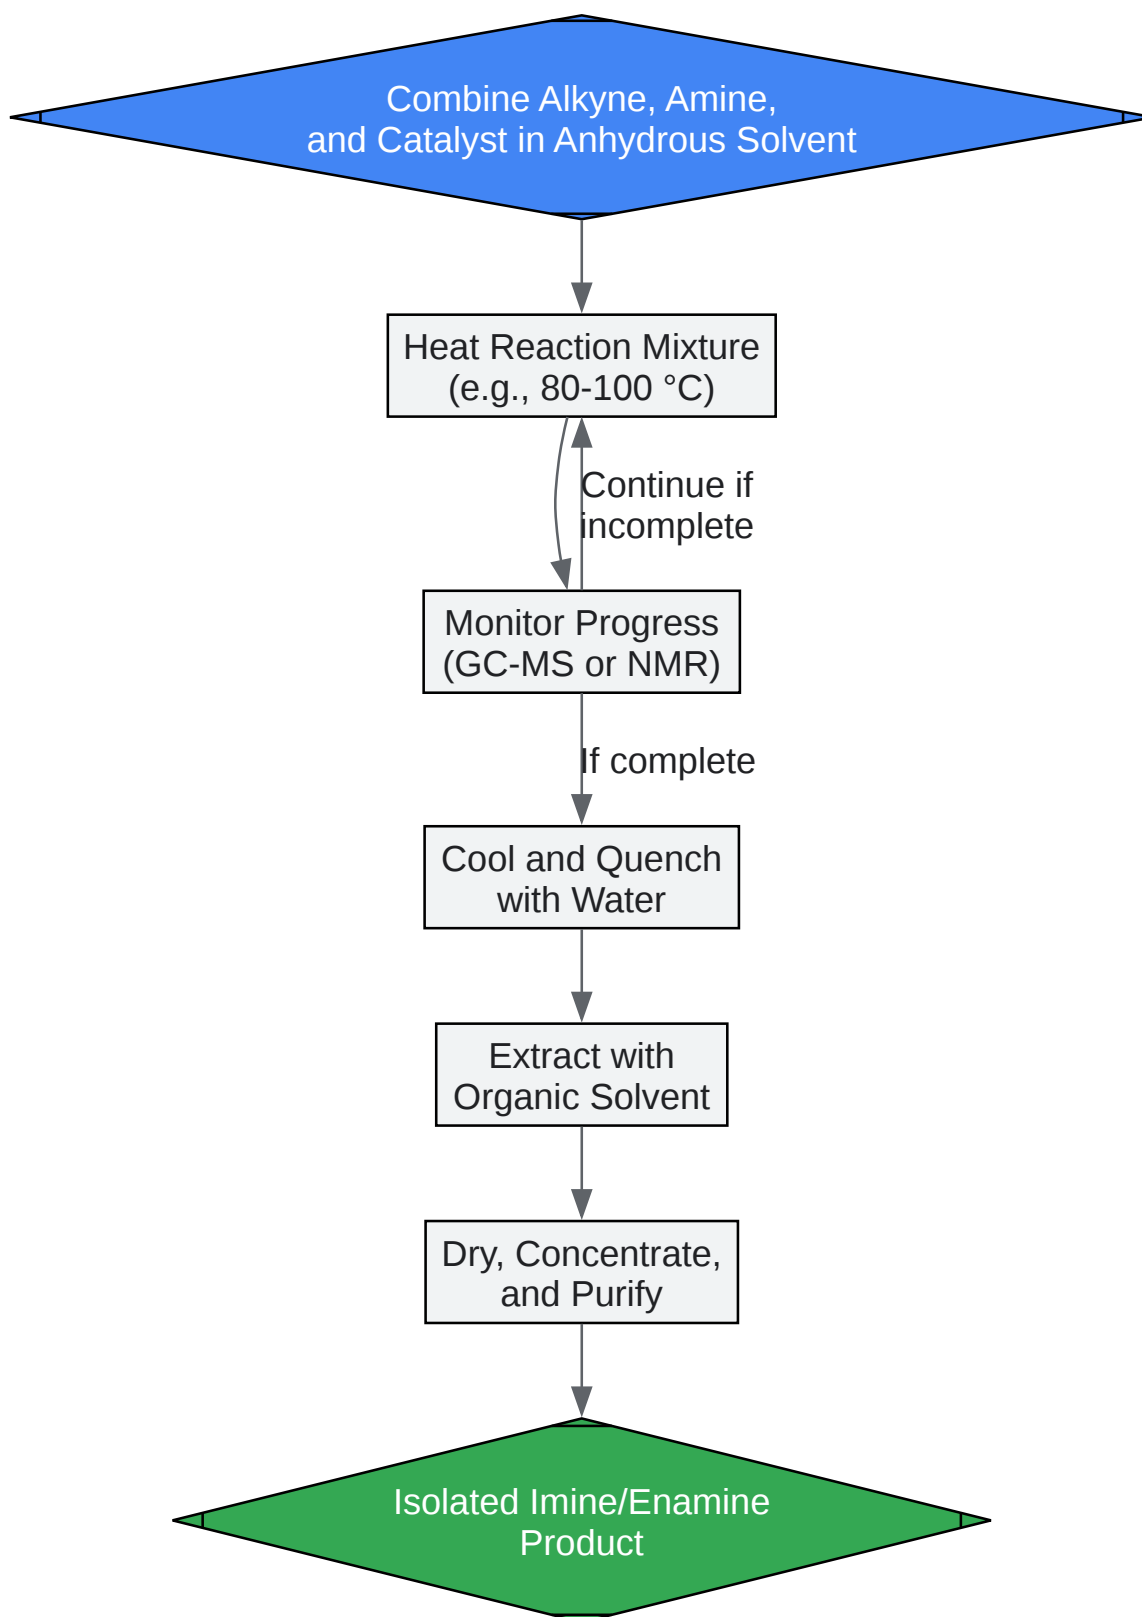 Combine Alkyne, Amine,
and Catalyst in Anhydrous Solvent
Heat Reaction Mixture
(e.g., 80-100 °C)
Continue if
incomplete
Monitor Progress
(GC-MS or NMR)
If complete
Cool and Quench
with Water
Extract with
Organic Solvent
Dry, Concentrate,
and Purify
Isolated Imine/Enamine
Product